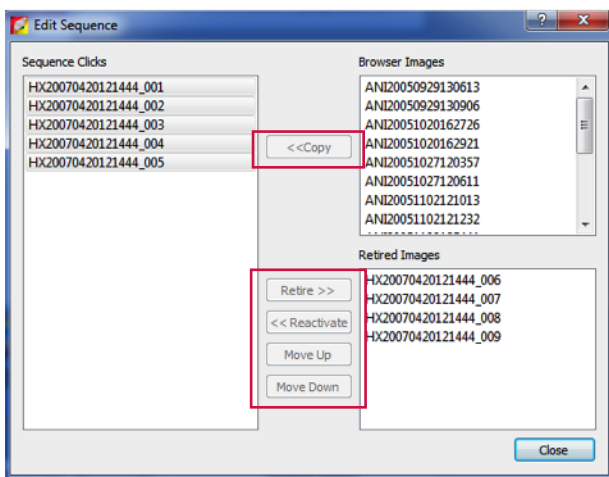 Edit Sequence
Sequence Clicks
HX20070420121444_001
HX20070420121444_002
HX20070420121444_003
HX20070420121444_004
HX20070420121444_005
<<Copy
Browser Images
ANI20050929130613
ANI20050929130906
ANI20051020162726
ANI20051020162921
ANI20051027120357
ANI20051027120611
ANI20051102121013
ANI20051102121232
Retire >>
<< Reactivate
Move Up
Move Down
Retired Images
HX20070420121444_006
HX20070420121444_007
HX20070420121444_008
HX20070420121444_009
Close